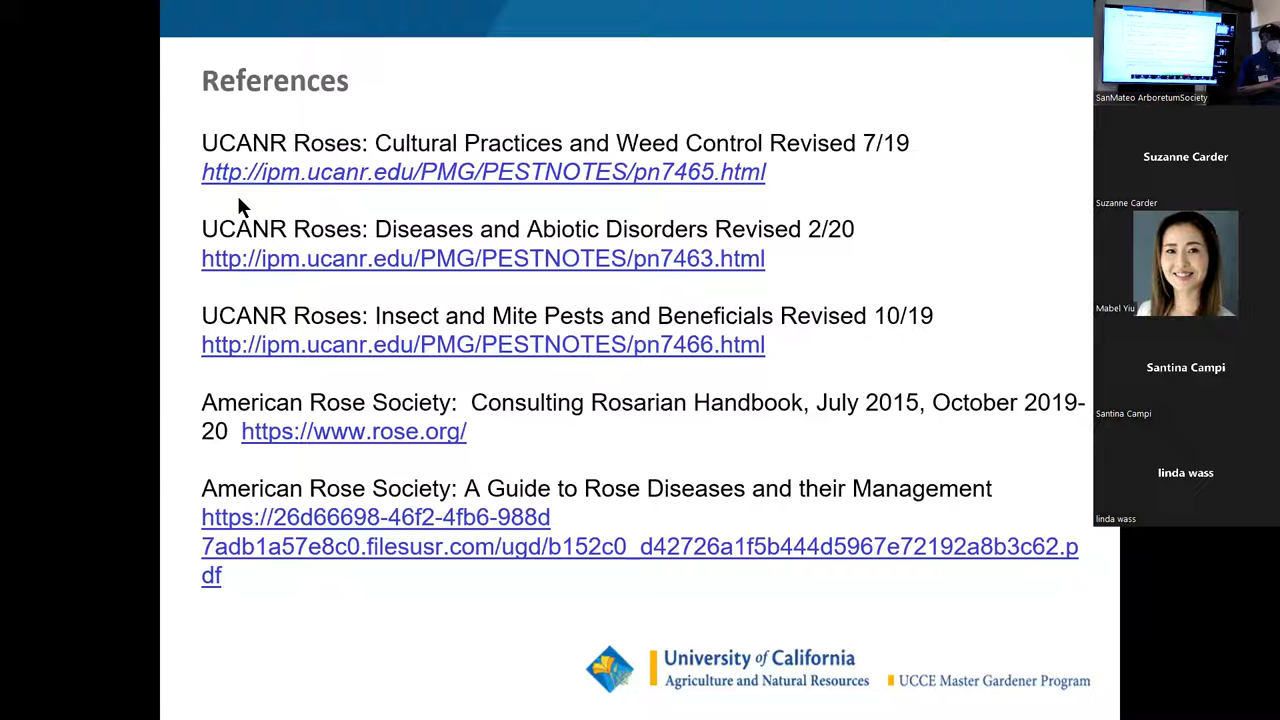 References
UCANR Roses: Cultural Practices and Weed Control Revised 7/19
http://ipm.ucanr.edu/PMG/PESTNOTES/pn7465.html
UCANR Roses: Diseases and Abiotic Disorders Revised 2/20
http://ipm.ucanr.edu/PMG/PESTNOTES/pn7463.html
UCANR Roses: Insect and Mite Pests and Beneficials Revised 10/19
http://ipm.ucanr.edu/PMG/PESTNOTES/pn7466.html
American Rose Society:  Consulting Rosarian Handbook, July 2015, October 2019-
20  https://www.rose.org/
American Rose Society: A Guide to Rose Diseases and their Management
https://26d66698-46f2-4fb6-988d
7adb1a57e8c0.filesusr.com/ugd/b152c0_d42726a1f5b444d5967e72192a8b3c62.p
df
University of California
Agriculture and Natural Resources
UCCE Master Gardener Program
SanMateo ArboretumSociety
Suzanne Carder
Suzanne Carder
Mabel Yiu
Santina Campi
Santina Campi
linda wass
linda wass